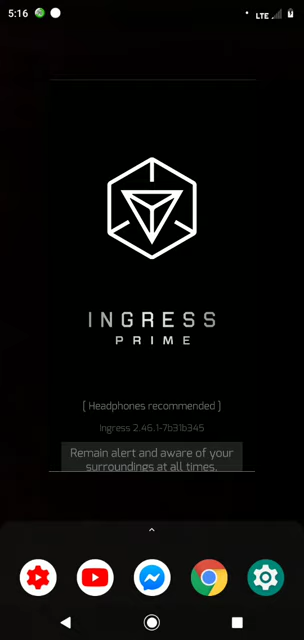 5:16
LTE
INGRESS
PRIME
[ Headphones recommended ]
Ingress 2.46.1-7b31b345
Remain alert and aware of your
surroundings at all times.